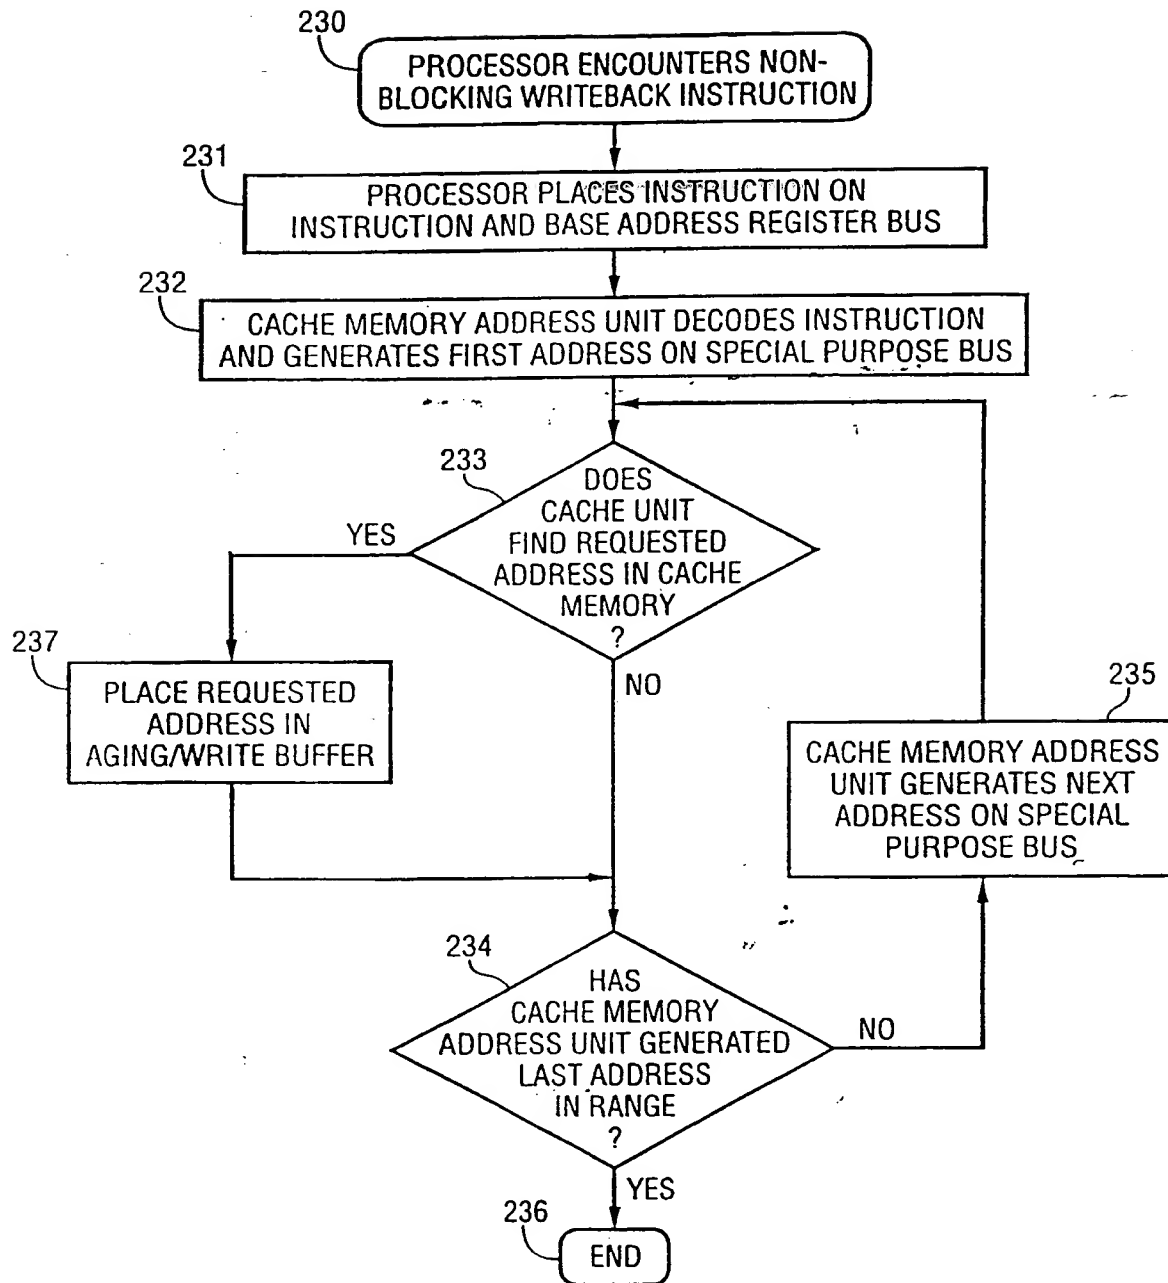 230
PROCESSOR ENCOUNTERS NON-
BLOCKING WRITEBACK INSTRUCTION
231
PROCESSOR PLACES INSTRUCTION ON
INSTRUCTION AND BASE ADDRESS REGISTER BUS
232
CACHE MEMORY ADDRESS UNIT DECODES INSTRUCTION
AND GENERATES FIRST ADDRESS ON SPECIAL PURPOSE BUS
233
DOES
CACHE UNIT
FIND REQUESTED
ADDRESS IN CACHE
MEMORY
?
YES
NO
237
PLACE REQUESTED
ADDRESS IN
AGING/WRITE BUFFER
235
CACHE MEMORY ADDRESS
UNIT GENERATES NEXT
ADDRESS ON SPECIAL
PURPOSE BUS
234
HAS
CACHE MEMORY
ADDRESS UNIT GENERATED
LAST ADDRESS
IN RANGE
?
NO
YES
236
END